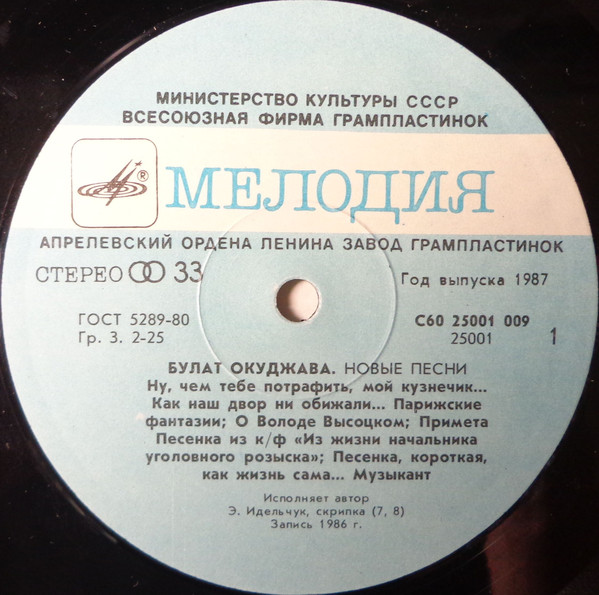 МИНИСТЕРСТВО КУЛЬТУРЫ СССР
ВСЕСОЮЗНАЯ ФИРМА ГРАМПЛАСТИНОК
® МЕЛОДИЯ
АПРЕЛЕВСКИЙ ОРДЕНА ЛЕНИНА ЗАВОД ГРАМПЛАСТИНОК
СТЕРЕО 33
Год выпуска 1987
ГОСТ 5289-80
Гр. 3. 2-25
С60 25001 009
25001 1
БУЛАТ ОКУДЖАВА. НОВЫЕ ПЕСНИ
Ну, чем тебе потрафить, мой кузнечик...
Как наш двор ни обижали... Парижские
фантазии; О Володе Высоцком; Примета
Песенка из к/ф «Из жизни начальника
уголовного розыска»; Песенка, короткая,
как жизнь сама... Музыкант
Исполняет автор
Э. Идельчук, скрипка (7, 8)
Запись 1986 г.